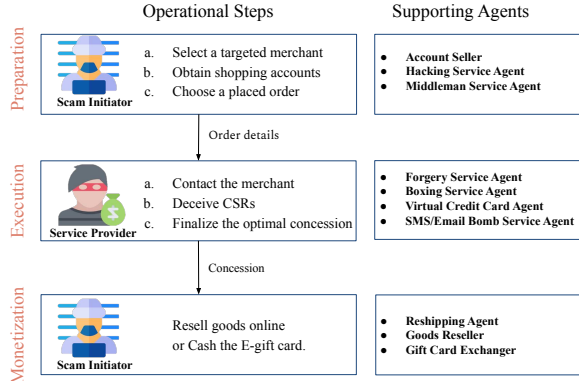 Operational Steps
Supporting Agents
Preparation
a. Select a targeted merchant
b. Obtain shopping accounts
c. Choose a placed order
Scam Initiator
● Account Seller
● Hacking Service Agent
● Middleman Service Agent
Order details
Execution
a. Contact the merchant
b. Deceive CSRs
c. Finalize the optimal concession
Service Provider
● Forgery Service Agent
● Boxing Service Agent
● Virtual Credit Card Agent
● SMS/Email Bomb Service Agent
Concession
Monetization
Resell goods online
or Cash the E-gift card.
Scam Initiator
● Reshipping Agent
● Goods Reseller
● Gift Card Exchanger